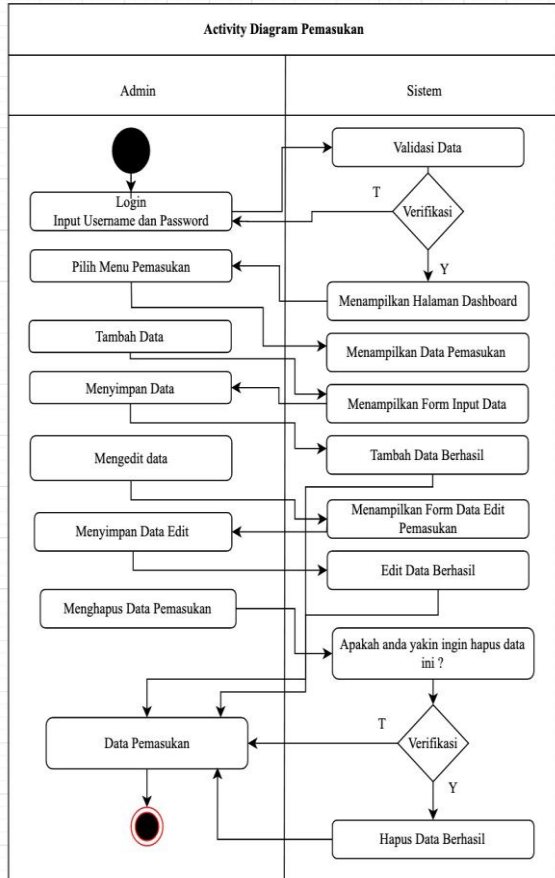 Activity Diagram Pemasukan
Admin
Sistem
Validasi Data
T
Verifikasi
Y
Login
Input Username dan Password
Pilih Menu Pemasukan
Menampilkan Halaman Dashboard
Tambah Data
Menampilkan Data Pemasukan
Menyimpan Data
Menampilkan Form Input Data
Mengedit data
Tambah Data Berhasil
Menyimpan Data Edit
Menampilkan Form Data Edit
Pemasukan
Edit Data Berhasil
Menghapus Data Pemasukan
Apakah anda yakin ingin hapus data
ini ?
Data Pemasukan
T
Verifikasi
Y
Hapus Data Berhasil